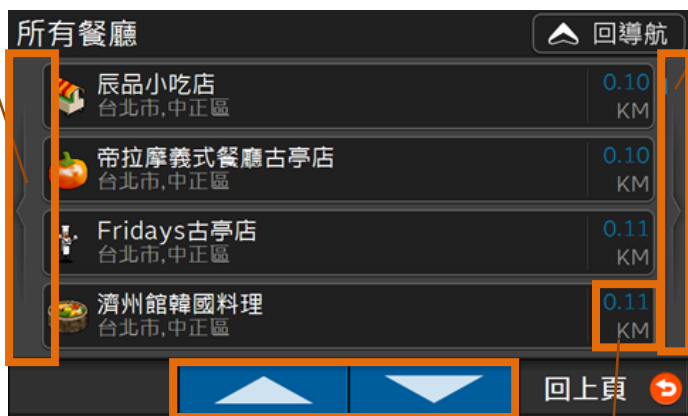 所有餐廳
回導航
辰品小吃店
0.10
台北市,中正區
KM
帝拉摩義式餐廳古亭店
0.10
台北市,中正區
KM
Fridays古亭店
0.11
台北市,中正區
KM
濟州館韓國料理
0.11
台北市,中正區
KM
回上頁